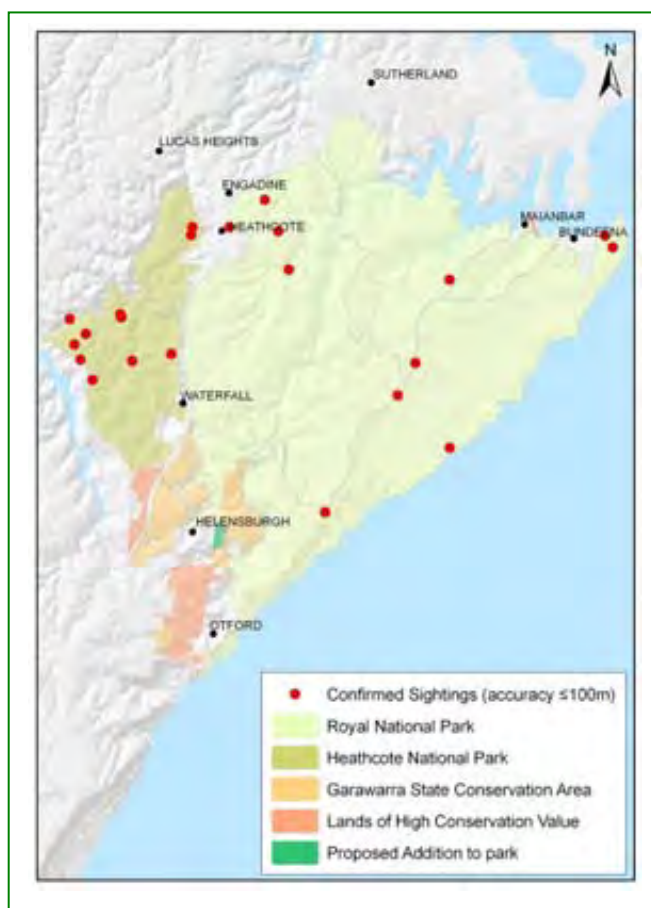 N
SUTHERLAND
LUCAS HEIGHTS
ENGADINE
HEATHCOTE
MAIANBAR
BUNDEENA
WATERFALL
HELENSBURGH
OTFORD
Confirmed Sightings (accuracy ≤100m)
Royal National Park
Heathcote National Park
Garawarra State Conservation Area
Lands of High Conservation Value
Proposed Addition to park